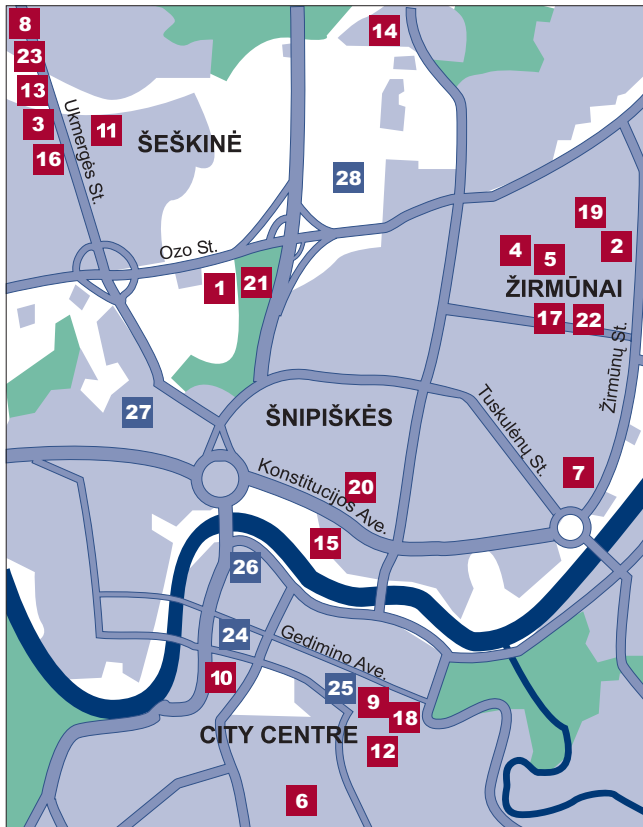 8
14
23
13
Ukmergės St.
3
11
ŠEŠKINĖ
16
28
19
Ozo St.
4
5
2
1
21
ŽIRMŪNAI
17
22
Žirmūnų St.
27
ŠNIPIŠKĖS
Tuskulėnų St.
Konstitucijos Ave.
20
7
15
26
24
Gedimino Ave.
10
25
9
18
CITY CENTRE
12
6